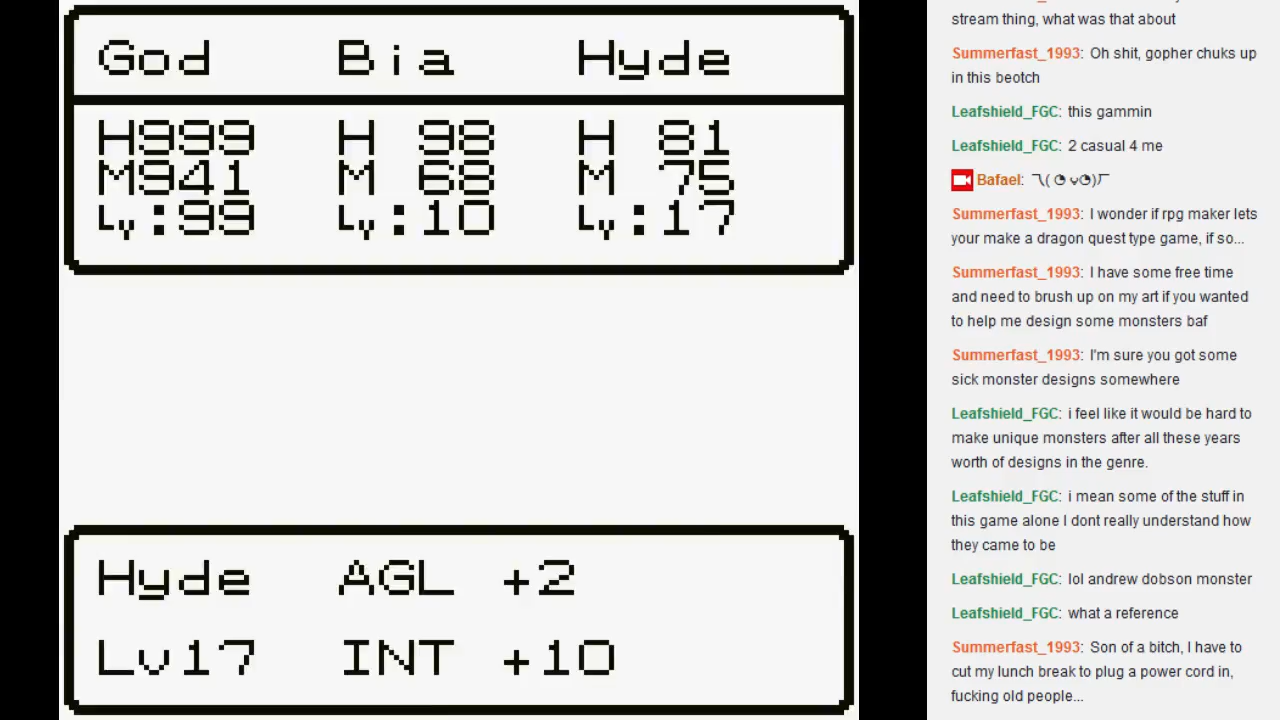 God Bia Hyde
H999 H 98 H 81
M941 M 68 M 75
Lv:99 Lv:10 Lv:17
Hyde AGL +2
Lv17 INT +10
stream thing, what was that about
Summerfast_1993: Oh shit, gopher chuks up
in this beotch
Leafshield_FGC: this gammin
Leafshield_FGC: 2 casual 4 me
Bafael: ʅ( ◔ ౪◔)ㄏ
Summerfast_1993: I wonder if rpg maker lets
your make a dragon quest type game, if so...
Summerfast_1993: I have some free time
and need to brush up on my art if you wanted
to help me design some monsters baf
Summerfast_1993: I'm sure you got some
sick monster designs somewhere
Leafshield_FGC: i feel like it would be hard to
make unique monsters after all these years
worth of designs in the genre.
Leafshield_FGC: i mean some of the stuff in
this game alone I dont really understand how
they came to be
Leafshield_FGC: lol andrew dobson monster
Leafshield_FGC: what a reference
Summerfast_1993: Son of a bitch, I have to
cut my lunch break to plug a power cord in,
fucking old people...